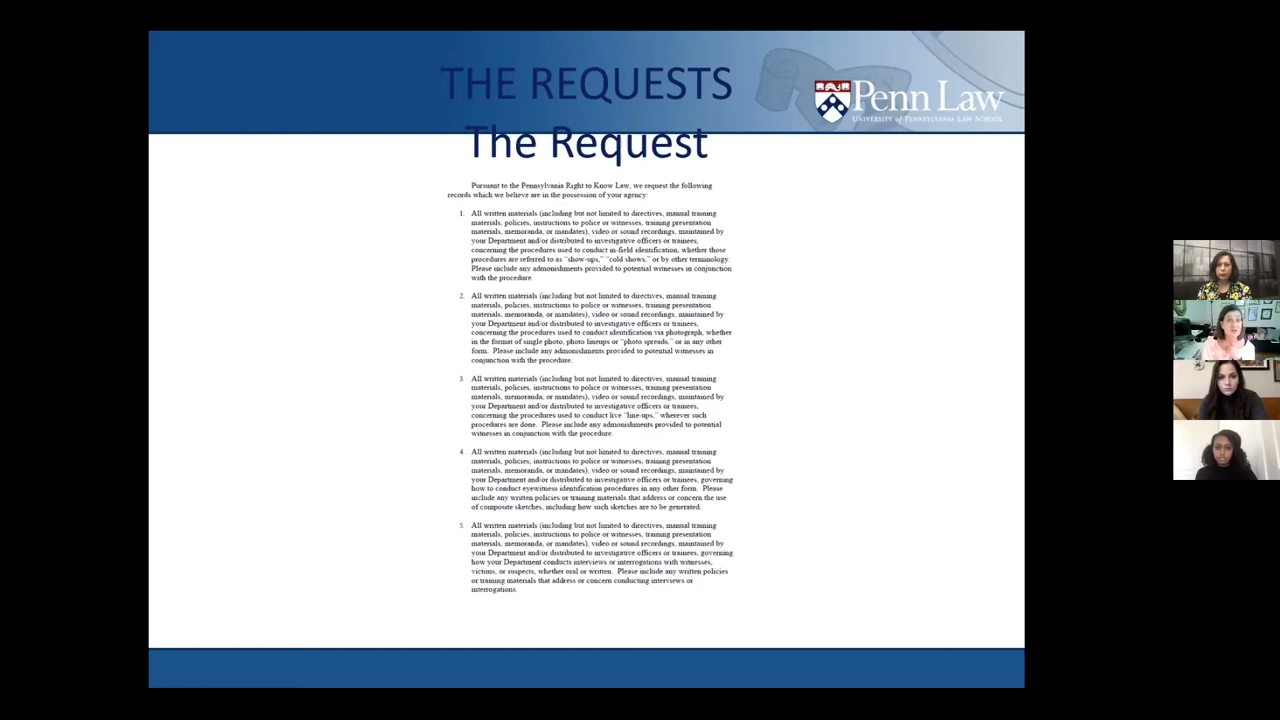 THE REQUESTS
Penn Law
UNIVERSITY OF PENNSYLVANIA LAW SCHOOL
The Request
Pursuant to the Pennsylvania Right to Know Law, we request the following
records which we believe are in the possession of your agency:
1. All written materials (including but not limited to directives, manual training
materials, policies, instructions to police or witnesses, training presentation
materials, memoranda, or mandates), video or sound recordings, maintained by
your Department and/or distributed to investigative officers or trainees,
concerning the procedures used to conduct in-field identification, whether those
procedures are referred to as “show-ups,” “cold shows,” or by other terminology.
Please include any admonishments provided to potential witnesses in conjunction
with the procedure.
2. All written materials (including but not limited to directives, manual training
materials, policies, instructions to police or witnesses, training presentation
materials, memoranda, or mandates), video or sound recordings, maintained by
your Department and/or distributed to investigative officers or trainees,
concerning the procedures used to conduct identification via photograph, whether
in the format of single photo, photo lineups or “photo spreads,” or in any other
form. Please include any admonishments provided to potential witnesses in
conjunction with the procedure.
3. All written materials (including but not limited to directives, manual training
materials, policies, instructions to police or witnesses, training presentation
materials, memoranda, or mandates), video or sound recordings, maintained by
your Department and/or distributed to investigative officers or trainees,
concerning the procedures used to conduct live “line-ups,” wherever such
procedures are done. Please include any admonishments provided to potential
witnesses in conjunction with the procedure.
4. All written materials (including but not limited to directives, manual training
materials, policies, instructions to police or witnesses, training presentation
materials, memoranda, or mandates), video or sound recordings, maintained by
your Department and/or distributed to investigative officers or trainees, governing
how to conduct eyewitness identification procedures in any other form. Please
include any written policies or training materials that address or concern the use
of composite sketches, including how such sketches are to be generated.
5. All written materials (including but not limited to directives, manual training
materials, policies, instructions to police or witnesses, training presentation
materials, memoranda, or mandates), video or sound recordings, maintained by
your Department and/or distributed to investigative officers or trainees, governing
how your Department conducts interviews or interrogations with witnesses,
victims, or suspects, whether oral or written. Please include any written policies
or training materials that address or concern conducting interviews or
interrogations.